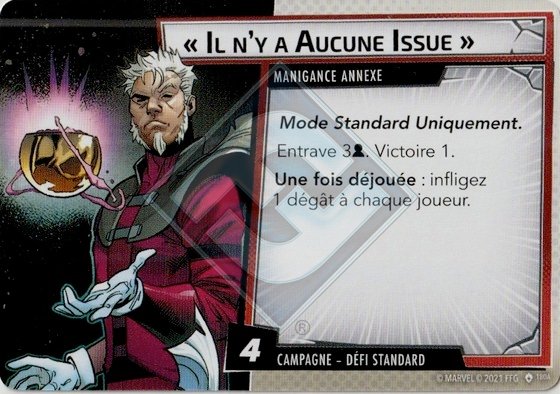 « Il n'y a Aucune Issue »
Manigance Annexe
Mode Standard Uniquement.
Entrave 3. Victoire 1.
Une fois déjouée : infligez
1 dégât à chaque joueur.
4
Campagne – Défi Standard
© MARVEL © 2021 FFG 180A
®